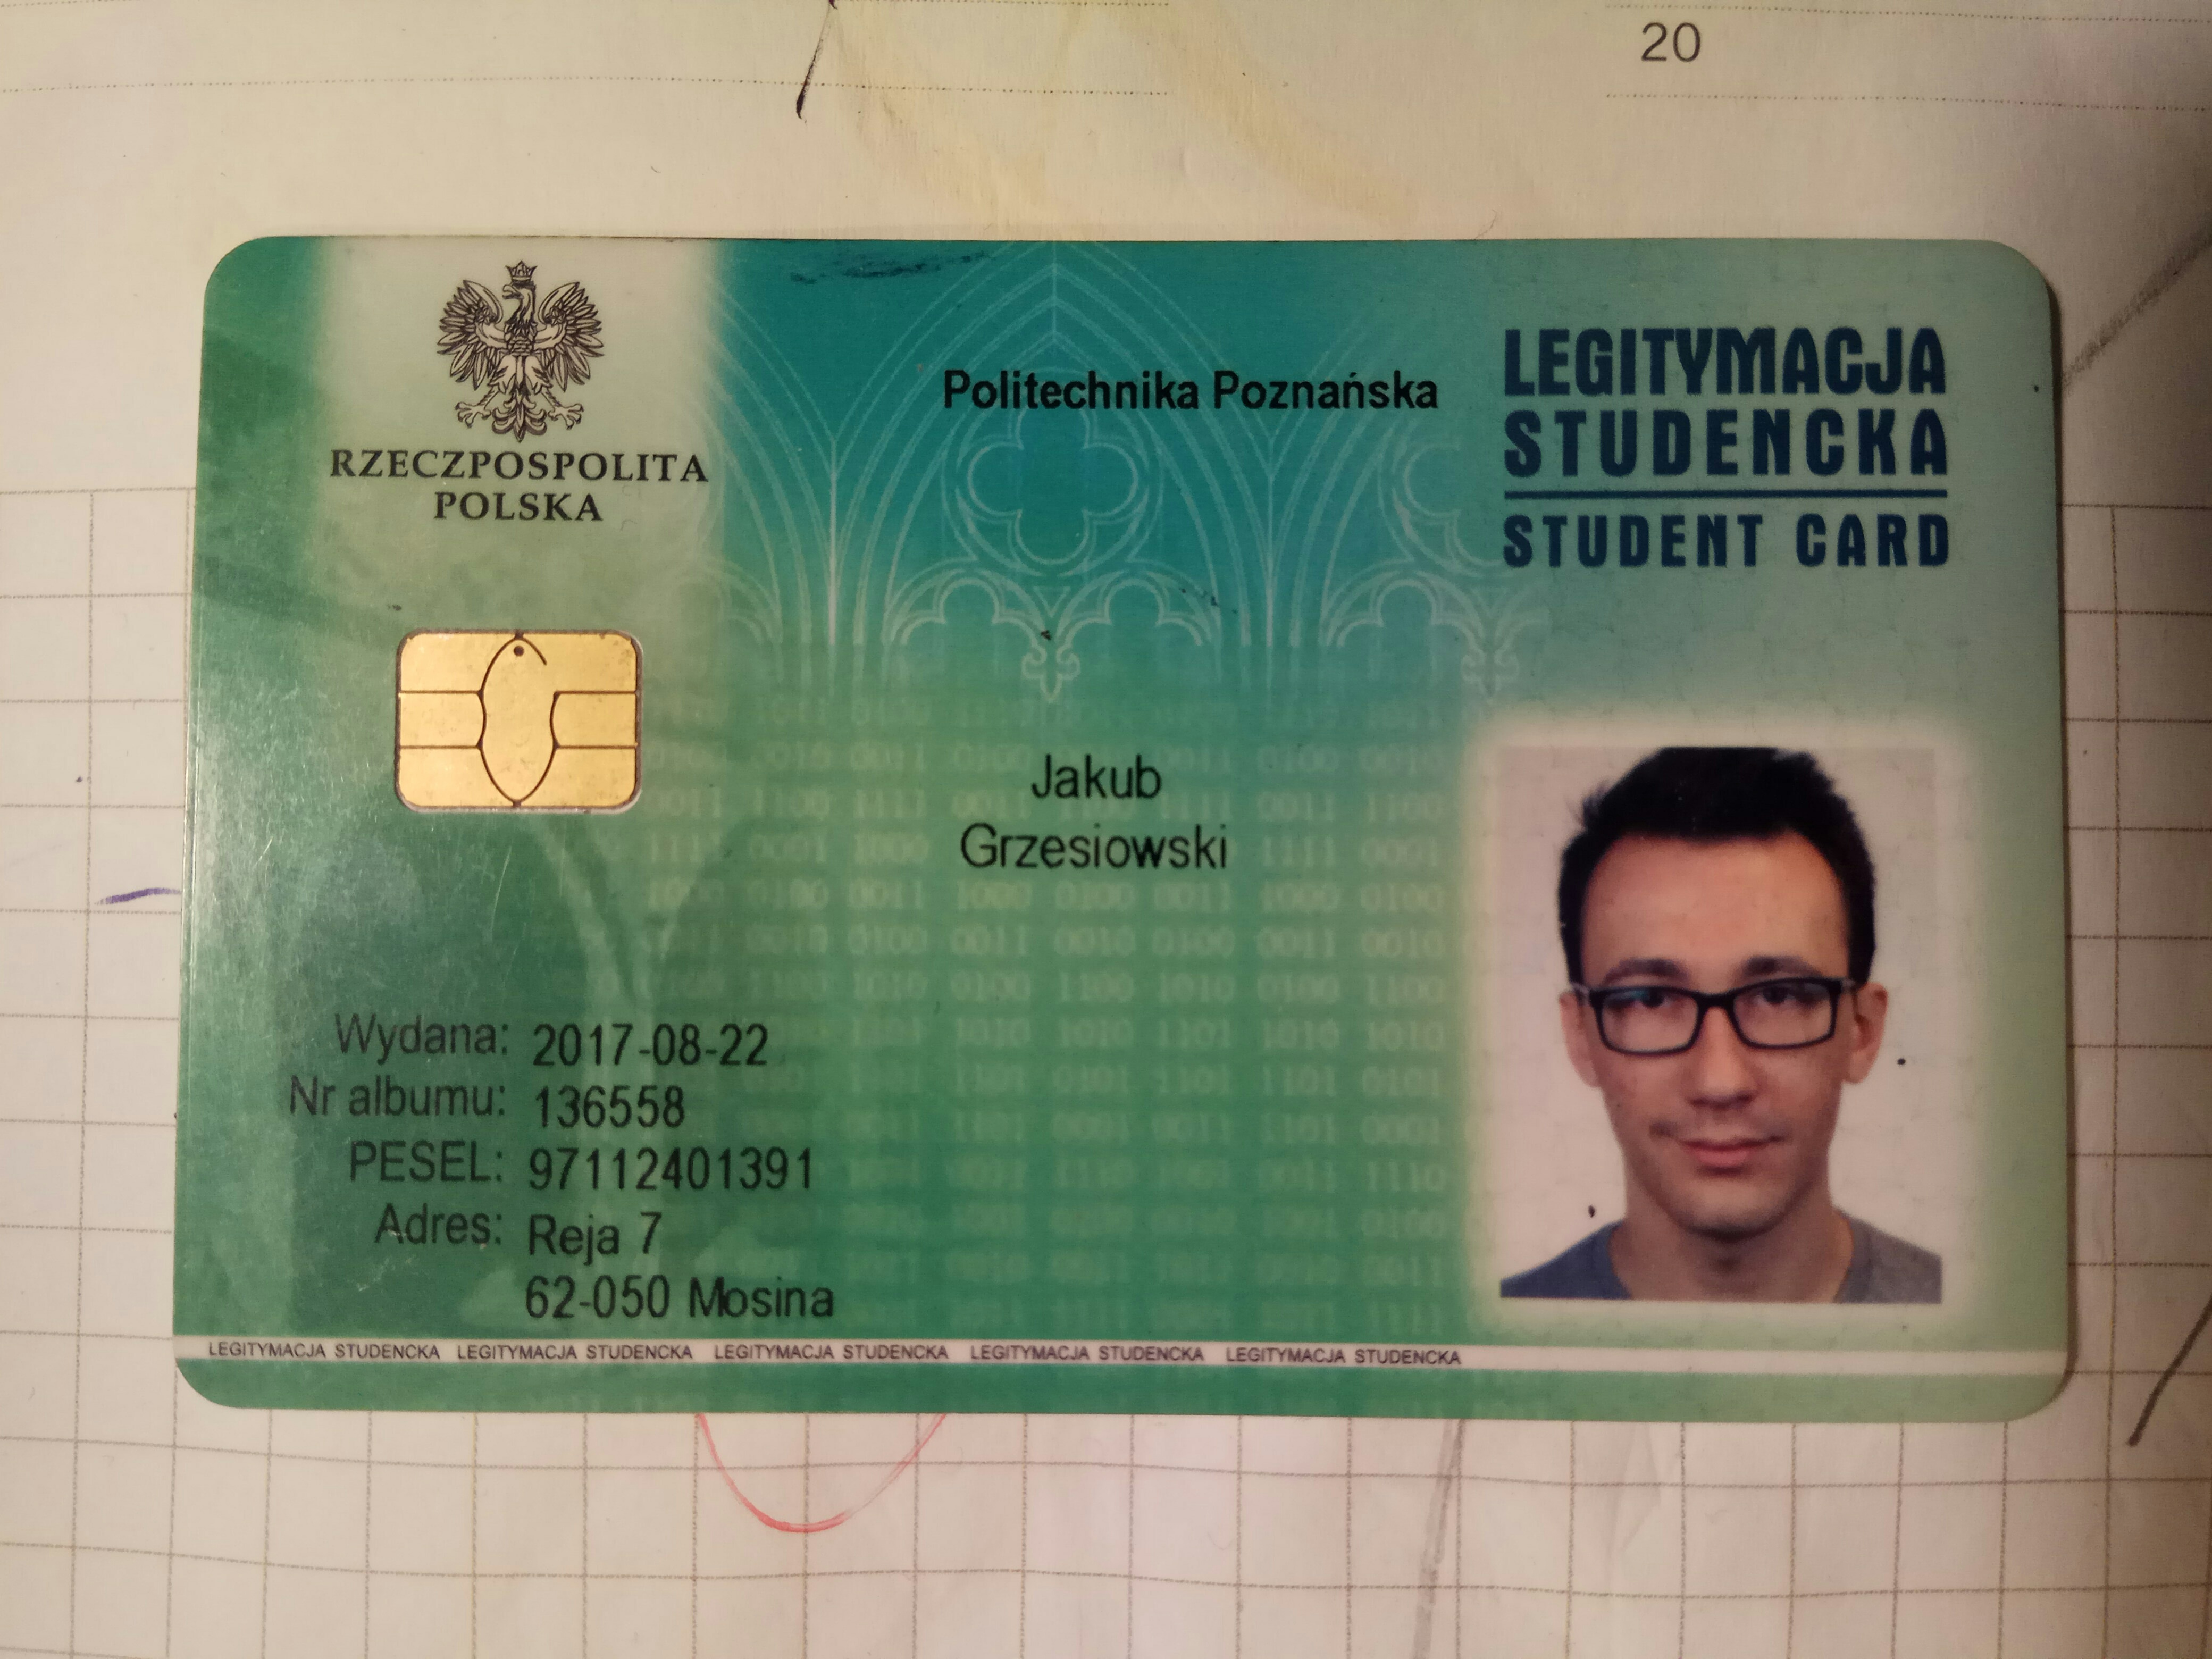 20
RZECZPOSPOLITA
POLSKA
Politechnika Poznańska
LEGITYMACJA
STUDENCKA
STUDENT CARD
Jakub
Grzesiowski
Wydana: 2017-08-22
Nr albumu: 136558
PESEL: 97112401391
Adres: Reja 7
62-050 Mosina
LEGITYMACJA STUDENCKA LEGITYMACJA STUDENCKA LEGITYMACJA STUDENCKA LEGITYMACJA STUDENCKA LEGITYMACJA STUDENCKA